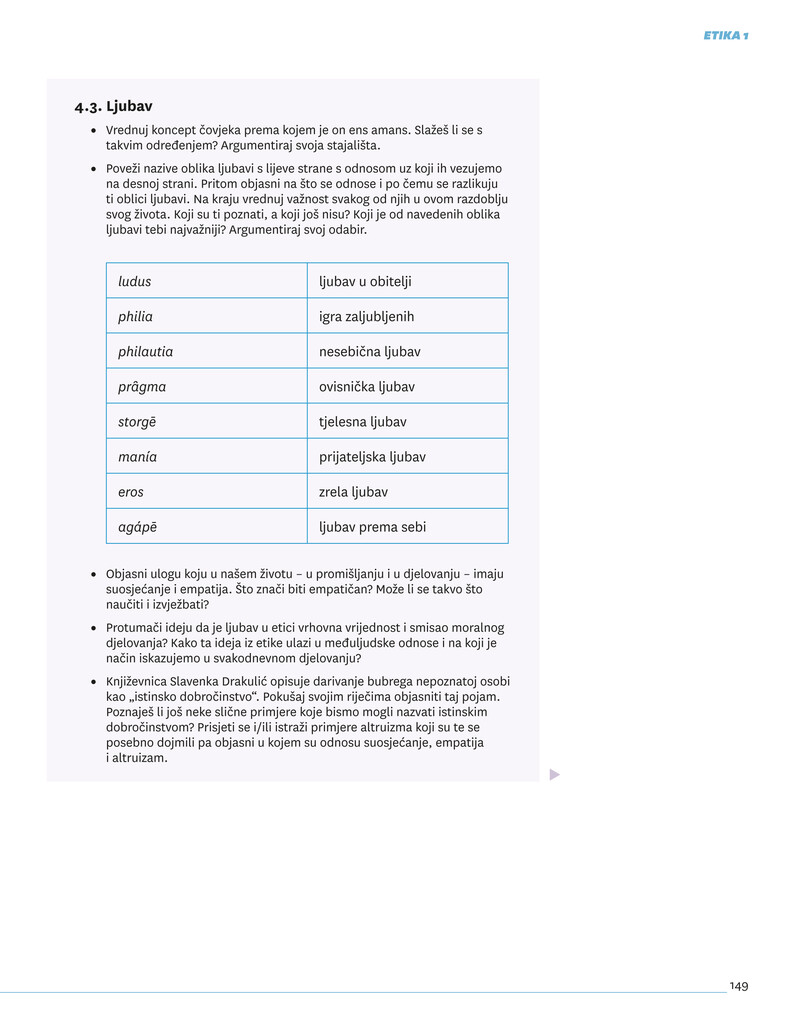 ETIKA 1
4.3. Ljubav
• Vrednuj koncept čovjeka prema kojem je on ens amans. Slažeš li se s
takvim određenjem? Argumentiraj svoja stajališta.
• Poveži nazive oblika ljubavi s lijeve strane s odnosom uz koji ih vezujemo
na desnoj strani. Pritom objasni na što se odnose i po čemu se razlikuju
ti oblici ljubavi. Na kraju vrednuj važnost svakog od njih u ovom razdoblju
svog života. Koji su ti poznati, a koji još nisu? Koji je od navedenih oblika
ljubavi tebi najvažniji? Argumentiraj svoj odabir.
ludus ljubav u obitelji
philia igra zaljubljenih
philautia nesebična ljubav
prâgma ovisnička ljubav
storgē tjelesna ljubav
manía prijateljska ljubav
eros zrela ljubav
agápē ljubav prema sebi
• Objasni ulogu koju u našem životu – u promišljanju i u djelovanju – imaju
suosjećanje i empatija. Što znači biti empatičan? Može li se takvo što
naučiti i izvježbati?
• Protumači ideju da je ljubav u etici vrhovna vrijednost i smisao moralnog
djelovanja? Kako ta ideja iz etike ulazi u međuljudske odnose i na koji je
način iskazujemo u svakodnevnom djelovanju?
• Književnica Slavenka Drakulić opisuje darivanje bubrega nepoznatoj osobi
kao „istinsko dobročinstvo“. Pokušaj svojim riječima objasniti taj pojam.
Poznaješ li još neke slične primjere koje bismo mogli nazvati istinskim
dobročinstvom? Prisjeti se i/ili istraži primjere altruizma koji su te se
posebno dojmili pa objasni u kojem su odnosu suosjećanje, empatija
i altruizam.
149